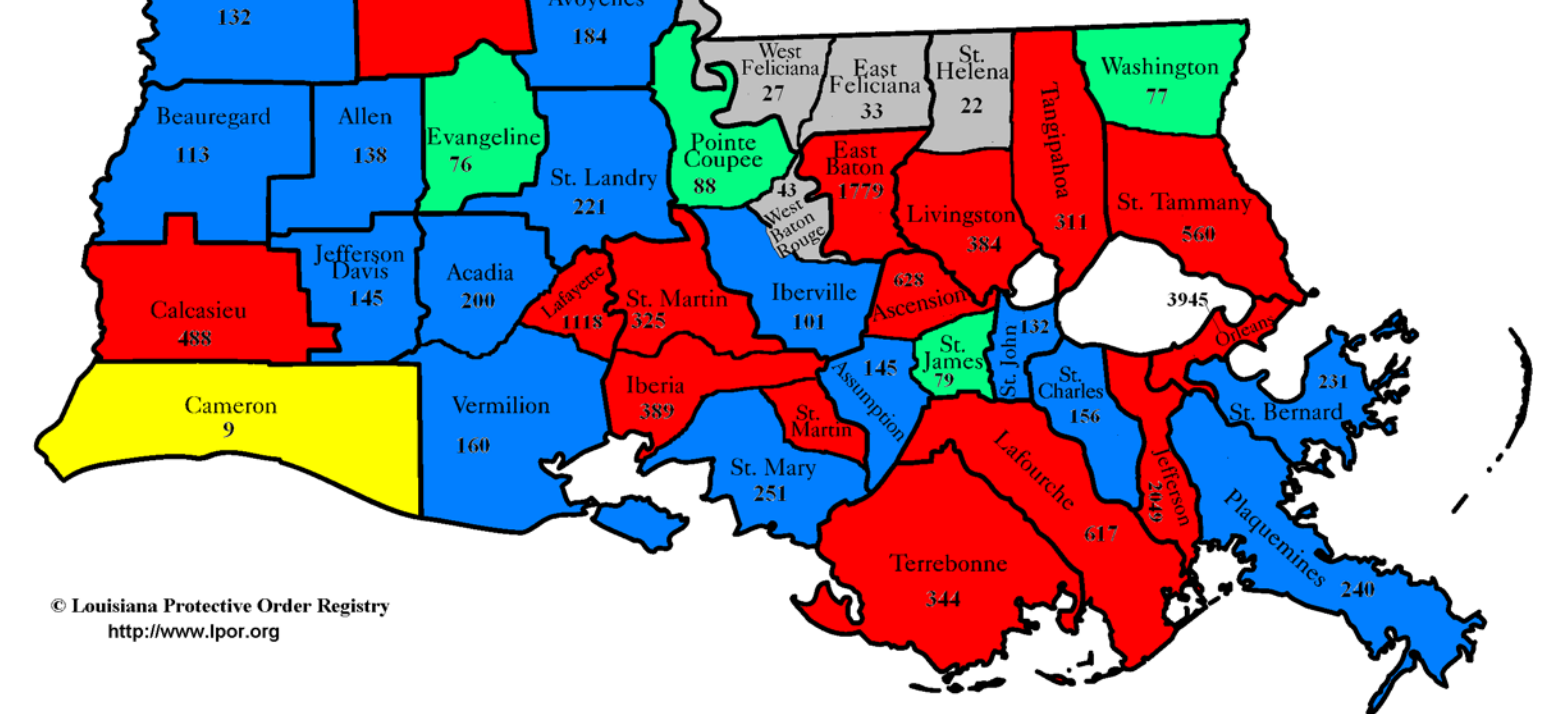 132
Avoyelles
184
West
Feliciana
27
East
Feliciana
33
St.
Helena
22
Tangipahoa
311
Washington
77
Beauregard
113
Allen
138
Evangeline
76
St. Landry
221
Pointe
Coupee
88
43
West
Baton
Rouge
East
Baton
1779
Livingston
384
St. Tammany
560
Calcasieu
488
Jefferson
Davis
145
Acadia
200
Lafayette
1118
St. Martin
325
Iberville
101
628
Ascension
3945
Orleans
St. James
79
St. John
132
Cameron
9
Vermilion
160
Iberia
389
St.
Martin
145
Assumption
St.
Charles
156
231
St. Bernard
St. Mary
251
Lafourche
617
Jefferson
2049
Plaquemines
240
Terrebonne
344
© Louisiana Protective Order Registry
http://www.lpor.org